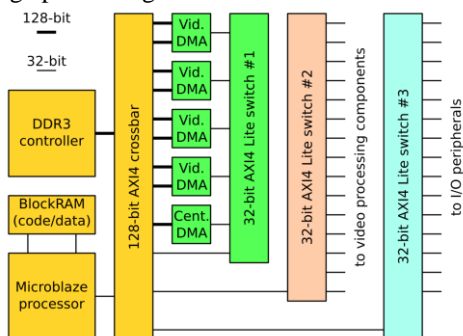 128-bit
32-bit
DDR3
controller
BlockRAM
(code/data)
Microblaze
processor
128-bit AXI4 crossbar
Vid.
DMA
Vid.
DMA
Vid.
DMA
Vid.
DMA
Cent.
DMA
32-bit AXI4 Lite switch #1
32-bit AXI4 Lite switch #2
to video processing components
32-bit AXI4 Lite switch #3
to I/O peripherals